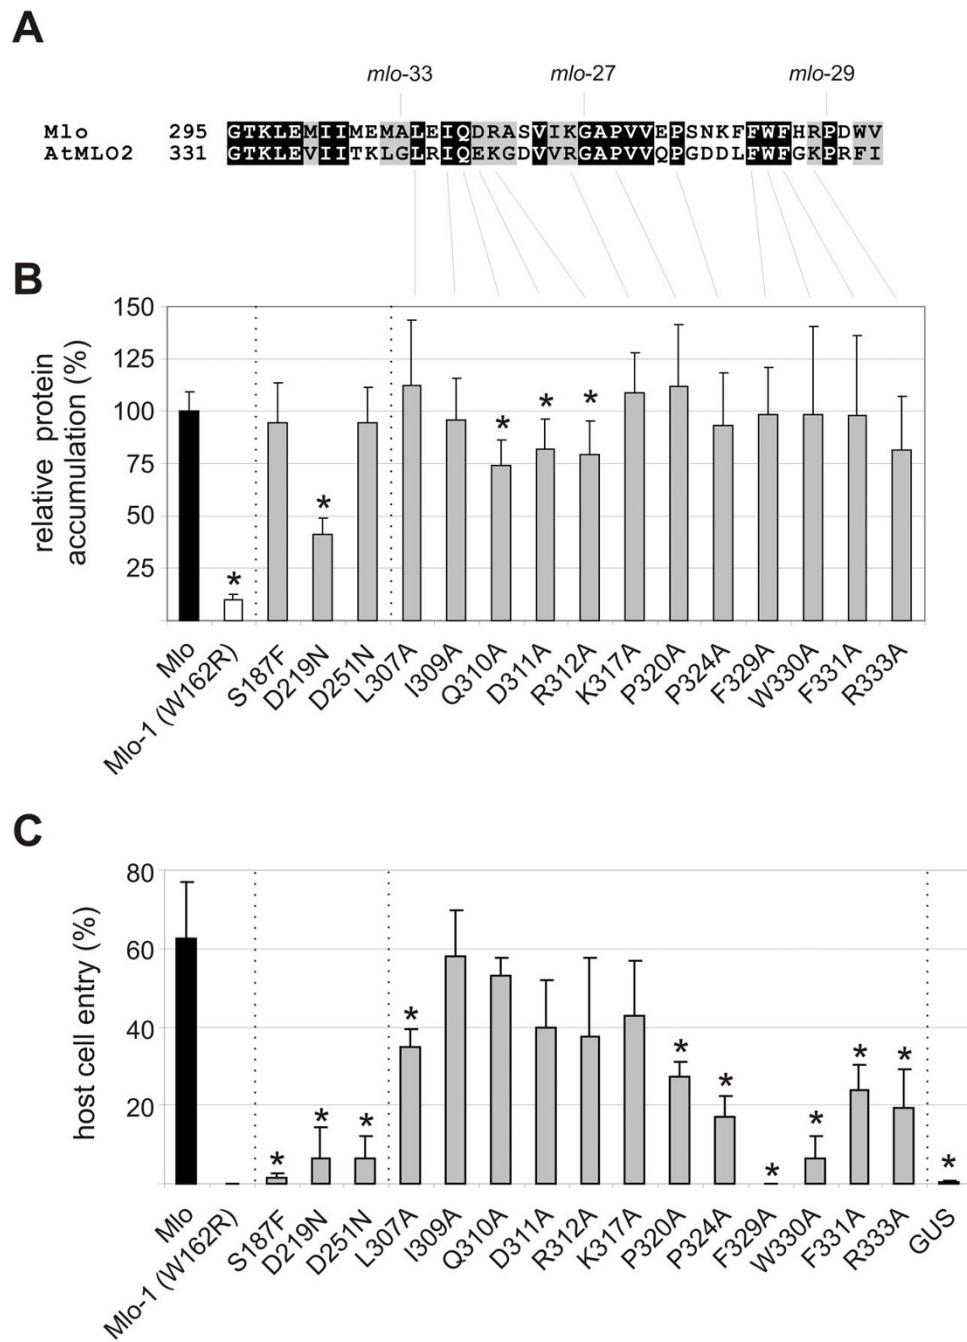 A
mlo-33 mlo-27 mlo-29
Mlo 295 GTKLEMIIMEMALEIQDRASVIKGAPVVEPSNKFFWFHRPDWV
AtMLO2 331 GTKLEVIITKLGLRIQEKGDVVRGAPVVQPGDDLFWFGKPRFI
B
relative protein
accumulation (%)
150
125
100
75
50
25
* * * * *
Mlo
Mlo-1 (W162R)
S187F
D219N
D251N
L307A
I309A
Q310A
D311A
R312A
K317A
P320A
P324A
F329A
W330A
F331A
R333A
C
host cell entry (%)
80
60
40
20
* * * * * * * * * * *
Mlo
Mlo-1 (W162R)
S187F
D219N
D251N
L307A
I309A
Q310A
D311A
R312A
K317A
P320A
P324A
F329A
W330A
F331A
R333A
GUS